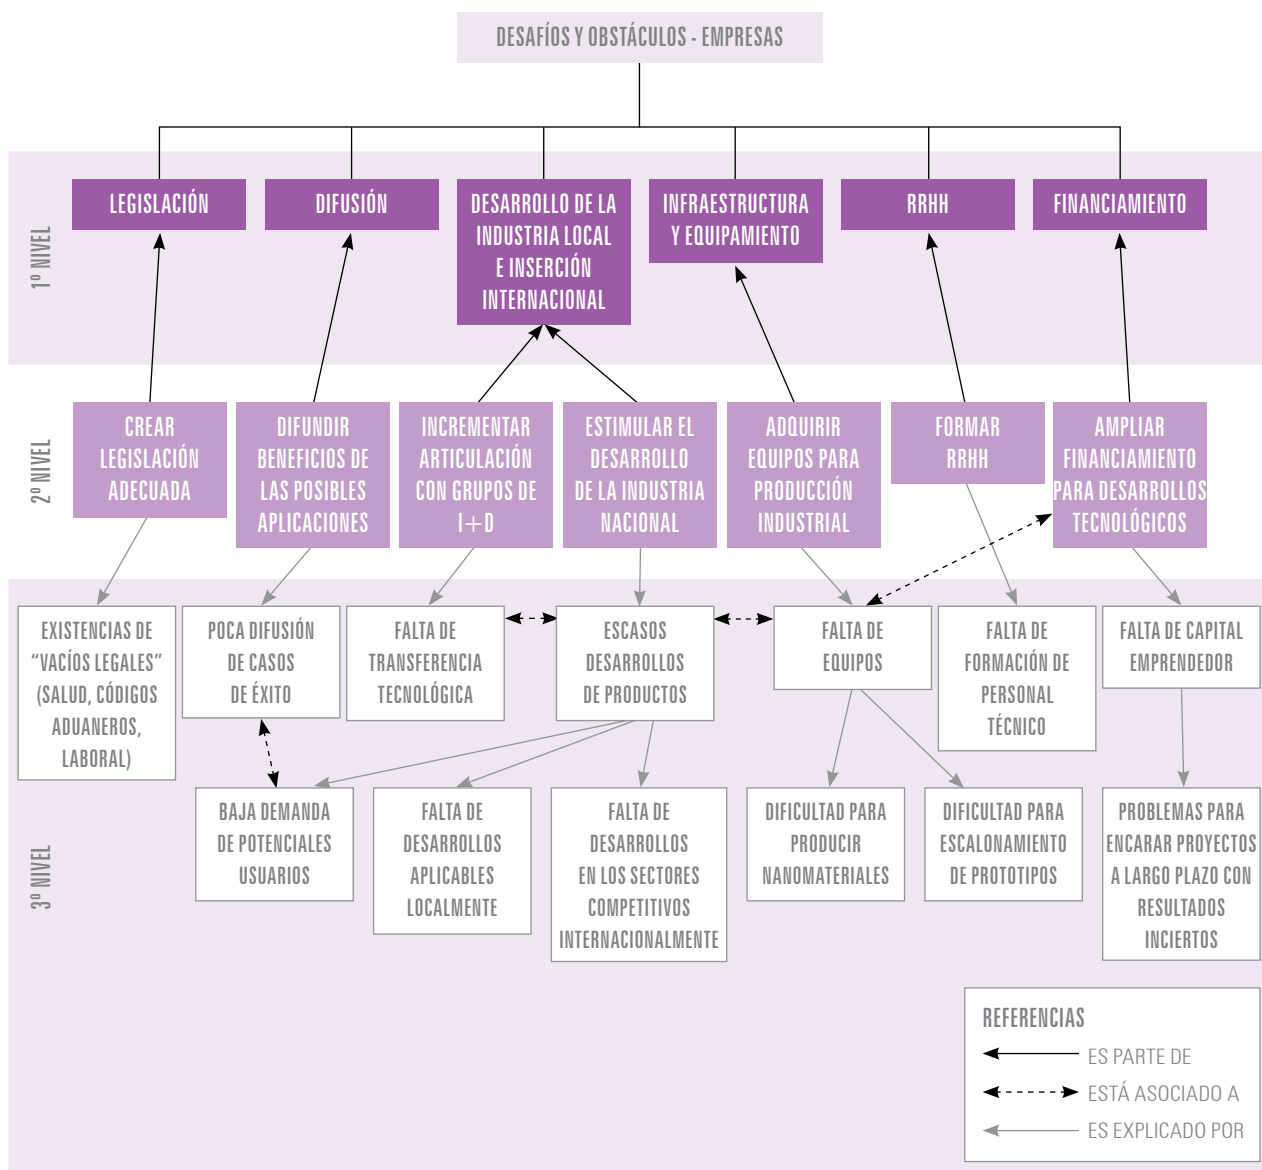 DESAFÍOS Y OBSTÁCULOS - EMPRESAS
1º NIVEL
LEGISLACIÓN
DIFUSIÓN
DESARROLLO DE LA
INDUSTRIA LOCAL
E INSERCIÓN
INTERNACIONAL
INFRAESTRUCTURA
Y EQUIPAMIENTO
RRHH
FINANCIAMIENTO
2º NIVEL
CREAR
LEGISLACIÓN
ADECUADA
DIFUNDIR
BENEFICIOS DE
LAS POSIBLES
APLICACIONES
INCREMENTAR
ARTICULACIÓN
CON GRUPOS DE
I+D
ESTIMULAR EL
DESARROLLO
DE LA INDUSTRIA
NACIONAL
ADQUIRIR
EQUIPOS PARA
PRODUCCIÓN
INDUSTRIAL
FORMAR
RRHH
AMPLIAR
FINANCIAMIENTO
PARA DESARROLLOS
TECNOLÓGICOS
3º NIVEL
EXISTENCIAS DE
“VACÍOS LEGALES”
(SALUD, CÓDIGOS
ADUANEROS,
LABORAL)
POCA DIFUSIÓN
DE CASOS
DE ÉXITO
FALTA DE
TRANSFERENCIA
TECNOLÓGICA
ESCASOS
DESARROLLOS
DE PRODUCTOS
FALTA DE
EQUIPOS
FALTA DE
FORMACIÓN DE
PERSONAL
TÉCNICO
FALTA DE CAPITAL
EMPRENDEDOR
BAJA DEMANDA
DE POTENCIALES
USUARIOS
FALTA DE
DESARROLLOS
APLICABLES
LOCALMENTE
FALTA DE
DESARROLLOS
EN LOS SECTORES
COMPETITIVOS
INTERNACIONALMENTE
DIFICULTAD PARA
PRODUCIR
NANOMATERIALES
DIFICULTAD PARA
ESCALONAMIENTO
DE PROTOTIPOS
PROBLEMAS PARA
ENCARAR PROYECTOS
A LARGO PLAZO CON
RESULTADOS
INCIERTOS
REFERENCIAS
ES PARTE DE
ESTÁ ASOCIADO A
ES EXPLICADO POR